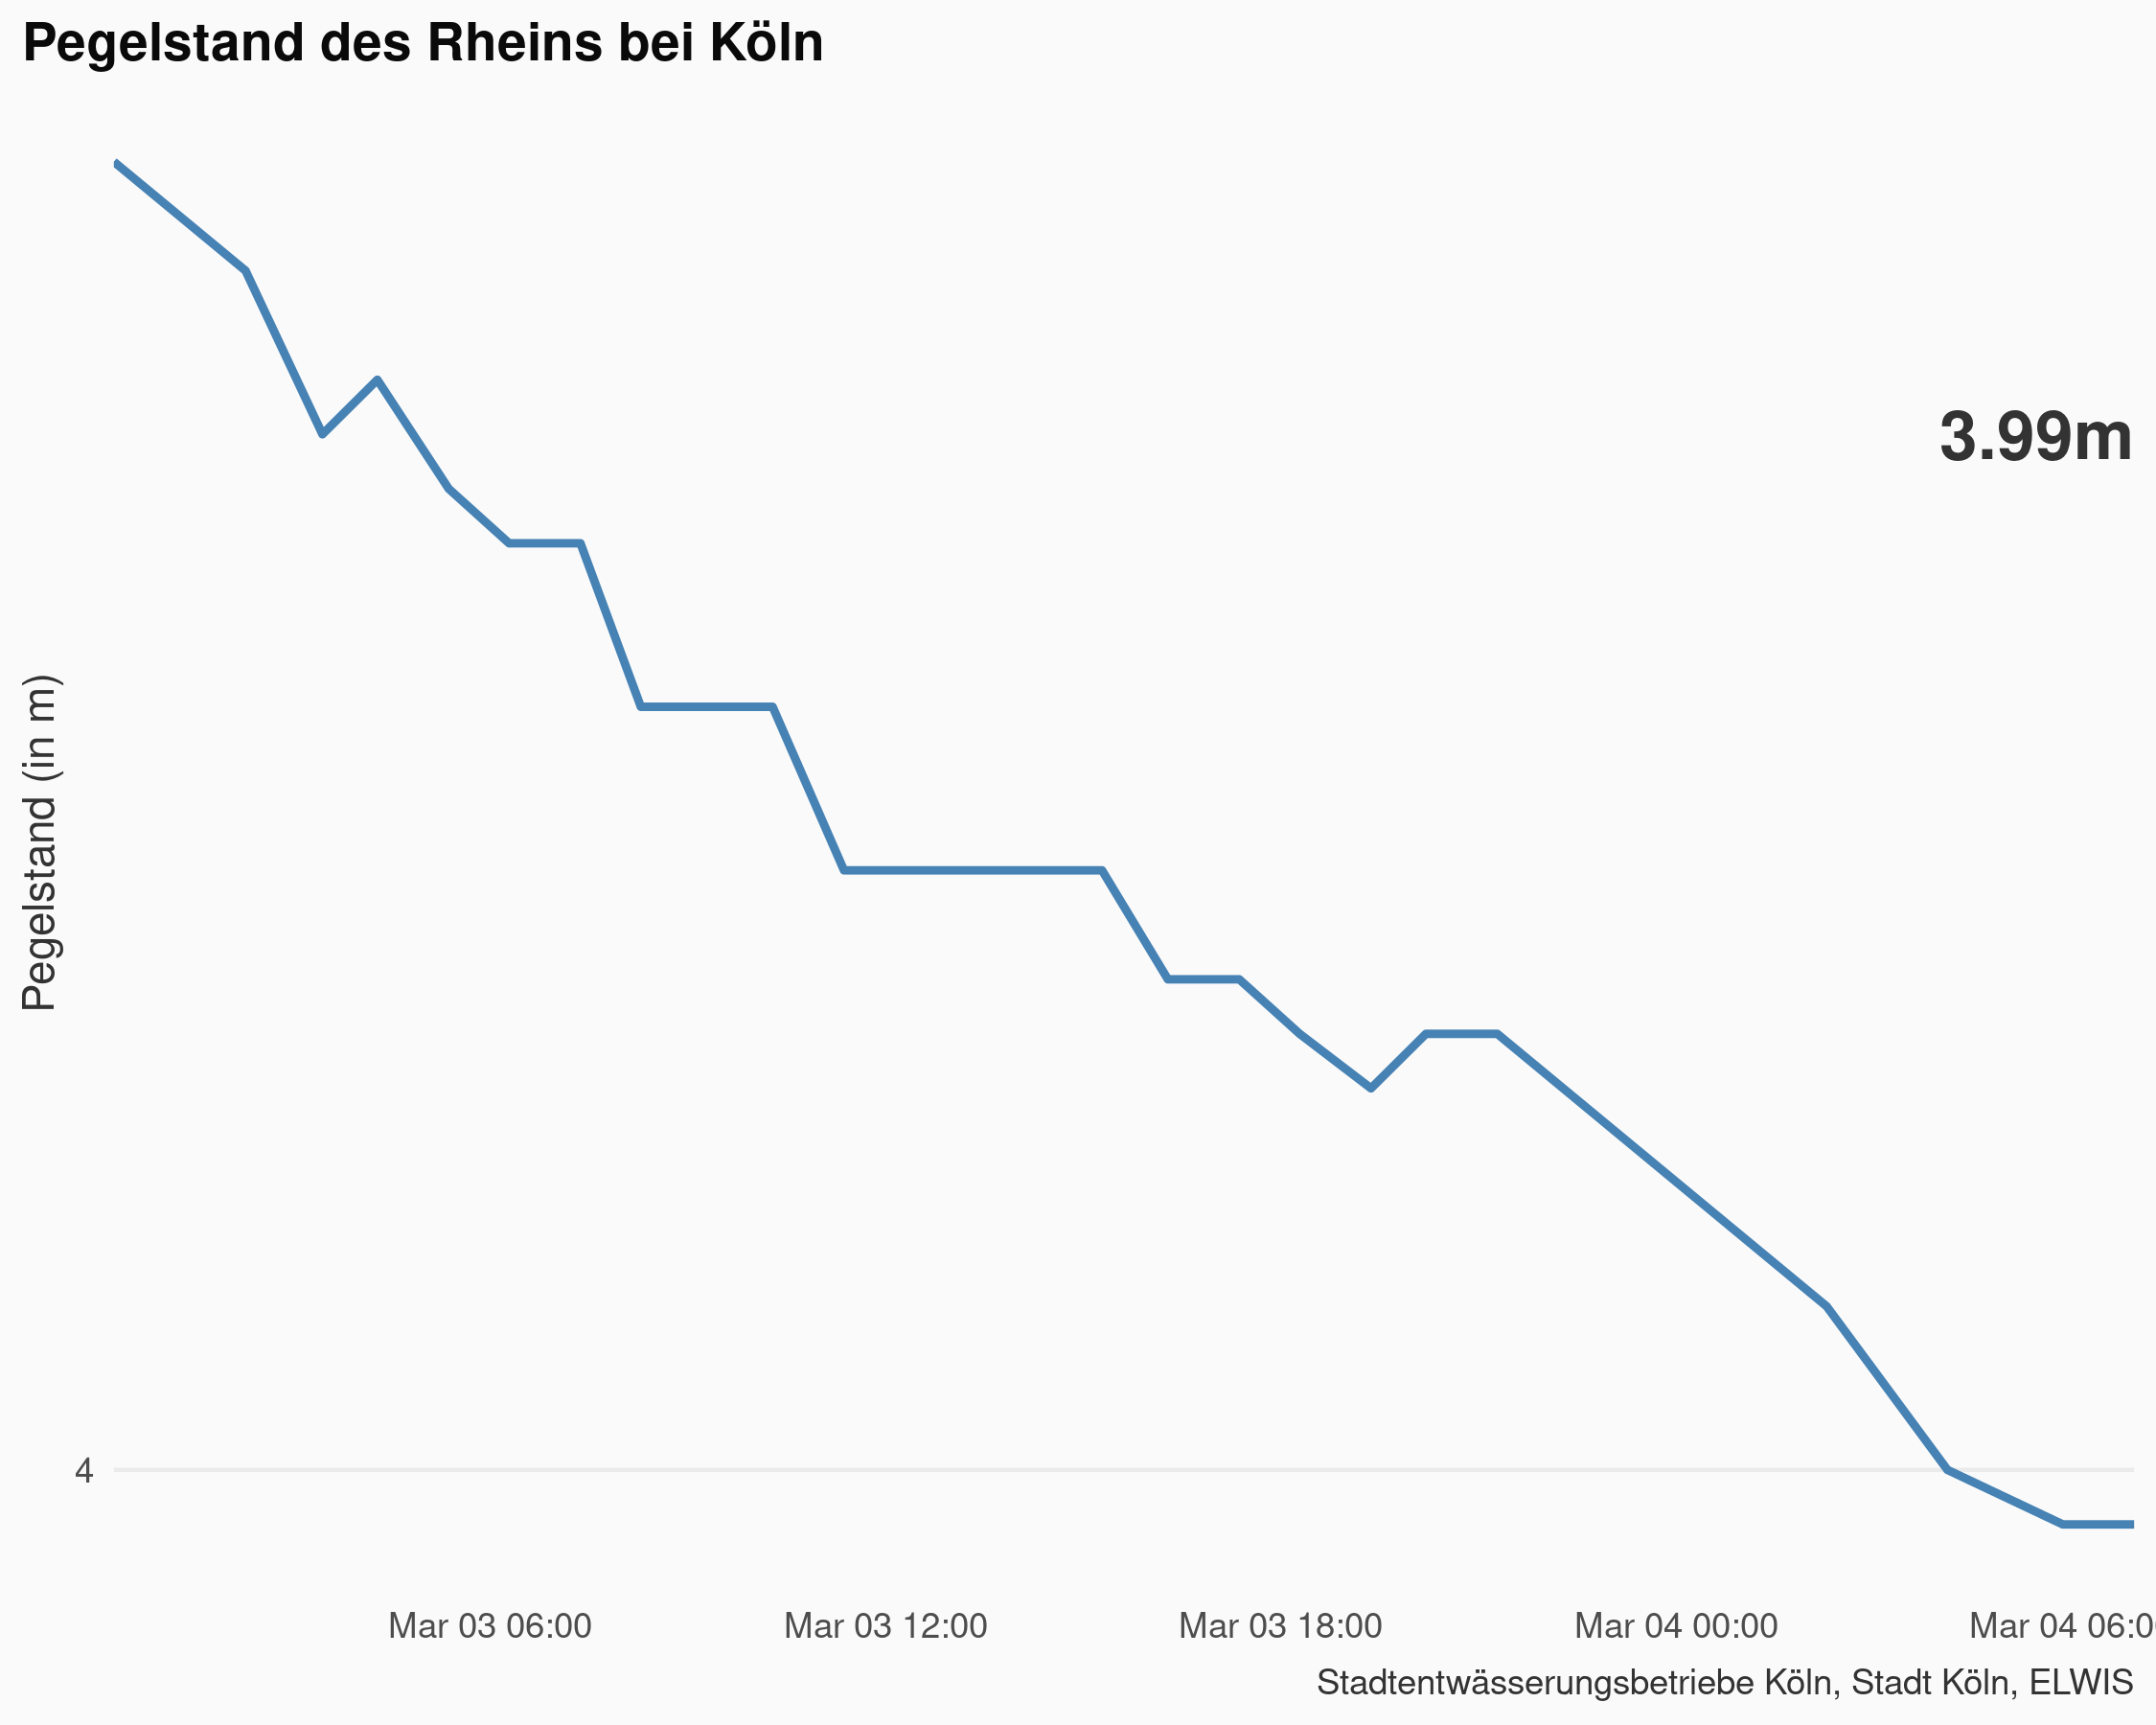 Pegelstand des Rheins bei Köln
3.99m
Pegelstand (in m)
4
Mar 03 06:00
Mar 03 12:00
Mar 03 18:00
Mar 04 00:00
Mar 04 06:0
Stadtentwässerungsbetriebe Köln, Stadt Köln, ELWIS